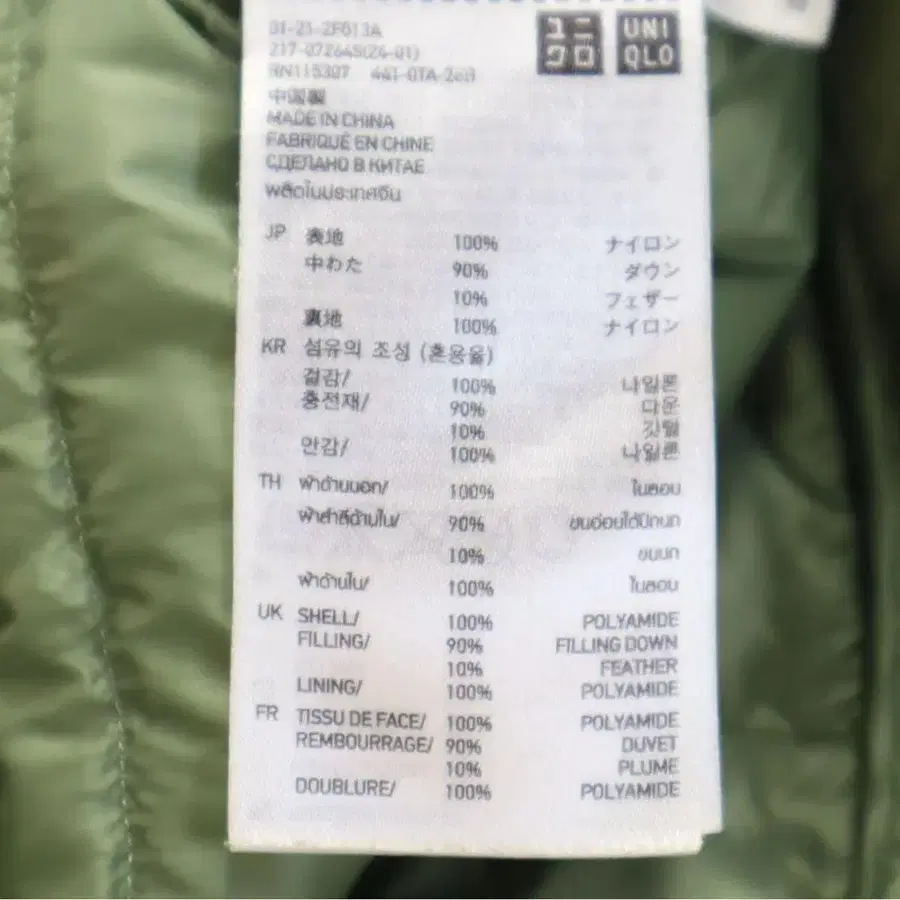 ユニ UNI
クロ QLO
01-21-2F013A
217-072645(26-01)
RN115307
中国製
MADE IN CHINA
FABRIQUÉ EN CHINE
СДЕЛАНО В КИТАЕ
ผลิตในประเทศจีน
JP 表地 100% ナイロン
中わた 90% ダウン
10% フェザー
裏地 100% ナイロン
KR 섬유의 조성 (혼용율)
겉감/ 100% 나일론
충전재/ 90% 다운
10% 깃털
안감/ 100% 나일론
TH ผ้าด้านนอก/ 100% ไนลอน
ผ้าสำลีด้านใน/ 90% ขนอ่อนใต้ปีกนก
10% ขนนก
ผ้าด้านใน/ 100% ไนลอน
UK SHELL/ 100% POLYAMIDE
FILLING/ 90% FILLING DOWN
10% FEATHER
LINING/ 100% POLYAMIDE
FR TISSU DE FACE/ 100% POLYAMIDE
REMBOURRAGE/ 90% DUVET
10% PLUME
DOUBLURE/ 100% POLYAMIDE